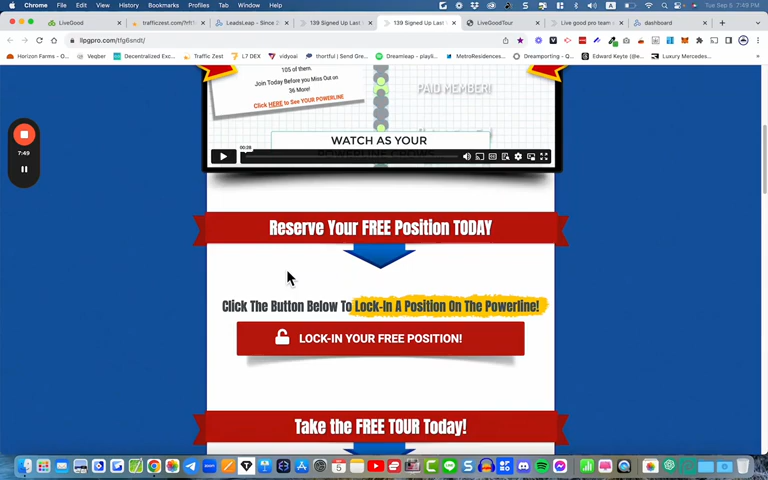 Chrome File Edit View History Bookmarks Profiles Tab Window Help
Tue Sep 5 7:49 PM
LiveGood
LeadsLeap - Since 2
139 Signed Up Last
139 Signed Up Last
LiveGoodTour
Live good pro team
dashboard
llpgpro.com/tfg6sndt/
Horizon Farms - O...
Veqber
Decentralized Exc...
Traffic Zest
L7 DEX
vidyoai
thortful | Send Gre...
Dreamleap - playli...
MetroResidences...
Dreamporting - Q...
Edward Keyte (@e...
Luxury Mercedes...
105 of them.
Join Today Before you Miss Out on
36 More!
Click HERE to See YOUR POWERLINE
PAID MEMBER!
WATCH AS YOUR
00:28
7:49
Reserve Your FREE Position TODAY
Click The Button Below To Lock-In A Position On The Powerline!
LOCK-IN YOUR FREE POSITION!
Take the FREE TOUR Today!